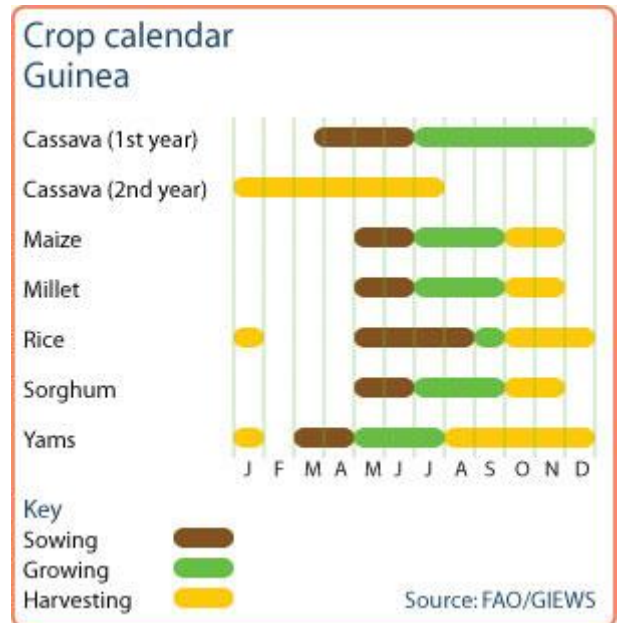 Crop calendar
Guinea
Cassava (1st year)
Cassava (2nd year)
Maize
Millet
Rice
Sorghum
Yams
J F M A M J J A S O N D
Key
Sowing
Growing
Harvesting
Source: FAO/GIEWS